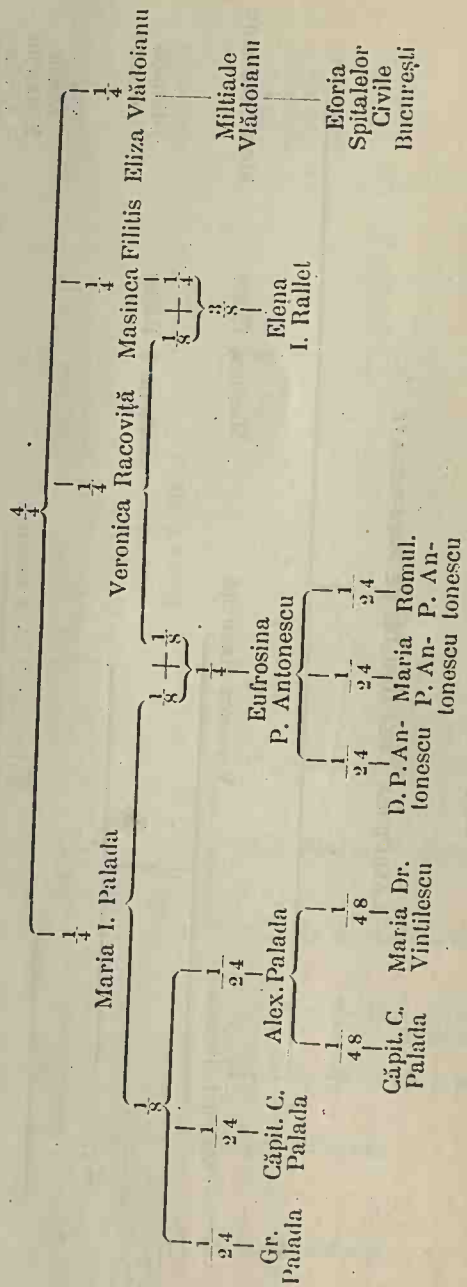 4/4
1/4 1/4 1/4 1/4
Maria I. Palada Veronica Racoviță Masinca Filitis Eliza Vlădoianu
1/8 1/8 + 1/8 1/8 + 1/4
1/4 3/8
Miltiade
Vlădoianu
1/24 1/24 1/24
Gr.
Palada
Căpit. C.
Palada
Alex. Palada
Eufrosina
P. Antonescu
Elena
I. Rallet
Eforia
Spitalelor
Civile
București
1/48 1/48
Căpit. C.
Palada
Maria Dr.
Vintilescu
1/24 1/24 1/24
D. P. An-
tonescu
Maria
P. An-
tonescu
Romul.
P. An-
tonescu